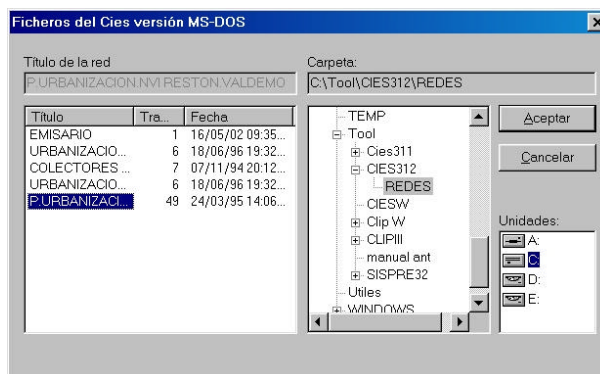 Ficheros del Cies versión MS-DOS
Título de la red
P.URBANIZACION.NVI RESTON.VALDEMO
Carpeta:
C:\Tool\CIES312\REDES
Título Tra... Fecha
EMISARIO 1 16/05/02 09:35...
URBANIZACIO... 6 18/06/96 19:32...
COLECTORES ... 7 07/11/94 20:12...
URBANIZACIO... 6 18/06/96 19:32...
P.URBANIZACI... 49 24/03/95 14:06...
TEMP
Tool
Cies311
CIES312
REDES
CIESW
Clip W
CLIPIII
manual ant
SISPRE32
Utiles
WINDOWS
Aceptar
Cancelar
Unidades:
A:
C:
D:
E: